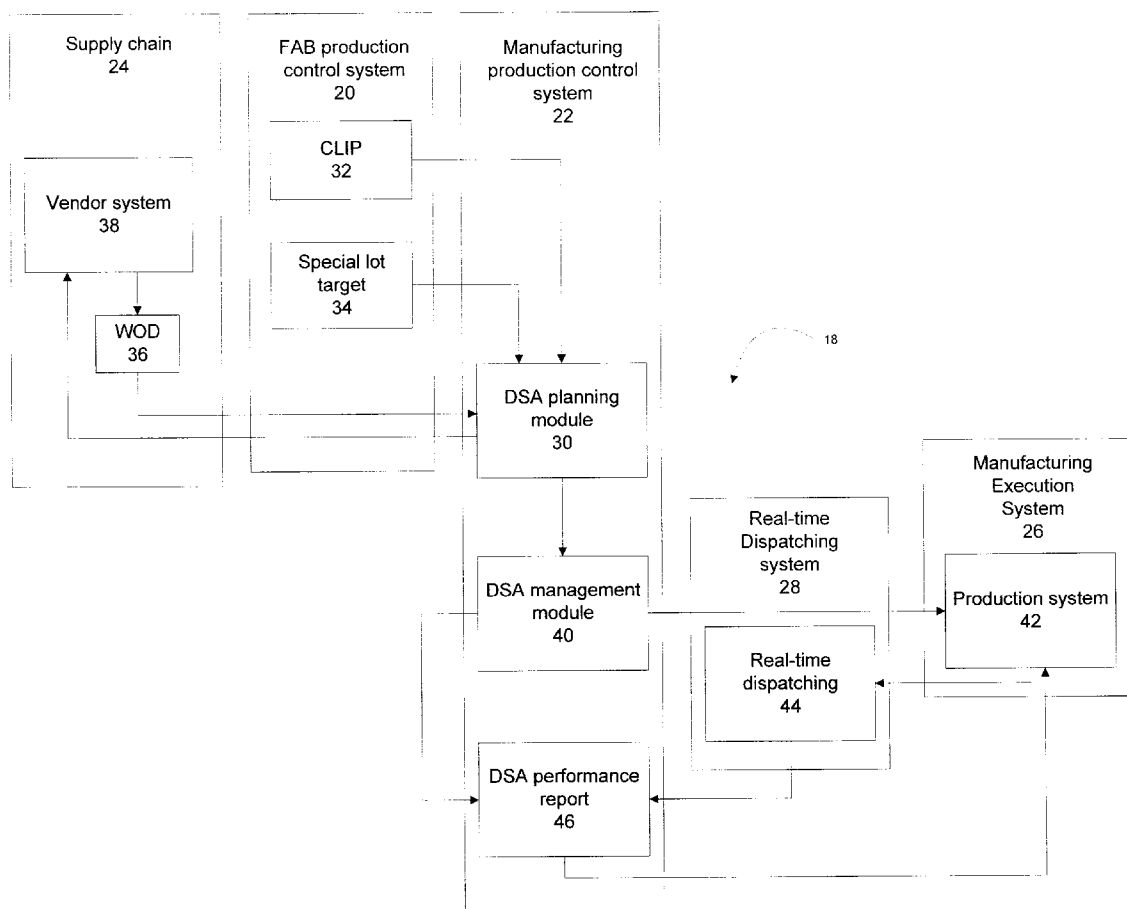 Supply chain
24
FAB production
control system
20
Manufacturing
production control
system
22
CLIP
32
Vendor system
38
Special lot
target
34
WOD
36
18
DSA planning
module
30
Manufacturing
Execution
System
26
Real-time
Dispatching
system
28
DSA management
module
40
Production system
42
Real-time
dispatching
44
DSA performance
report
46